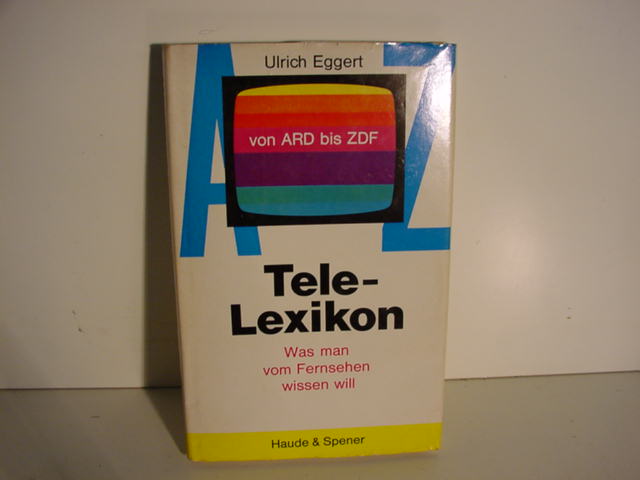 Ulrich Eggert
A Z
von ARD bis ZDF
Tele-
Lexikon
Was man
vom Fernsehen
wissen will
Haude & Spener